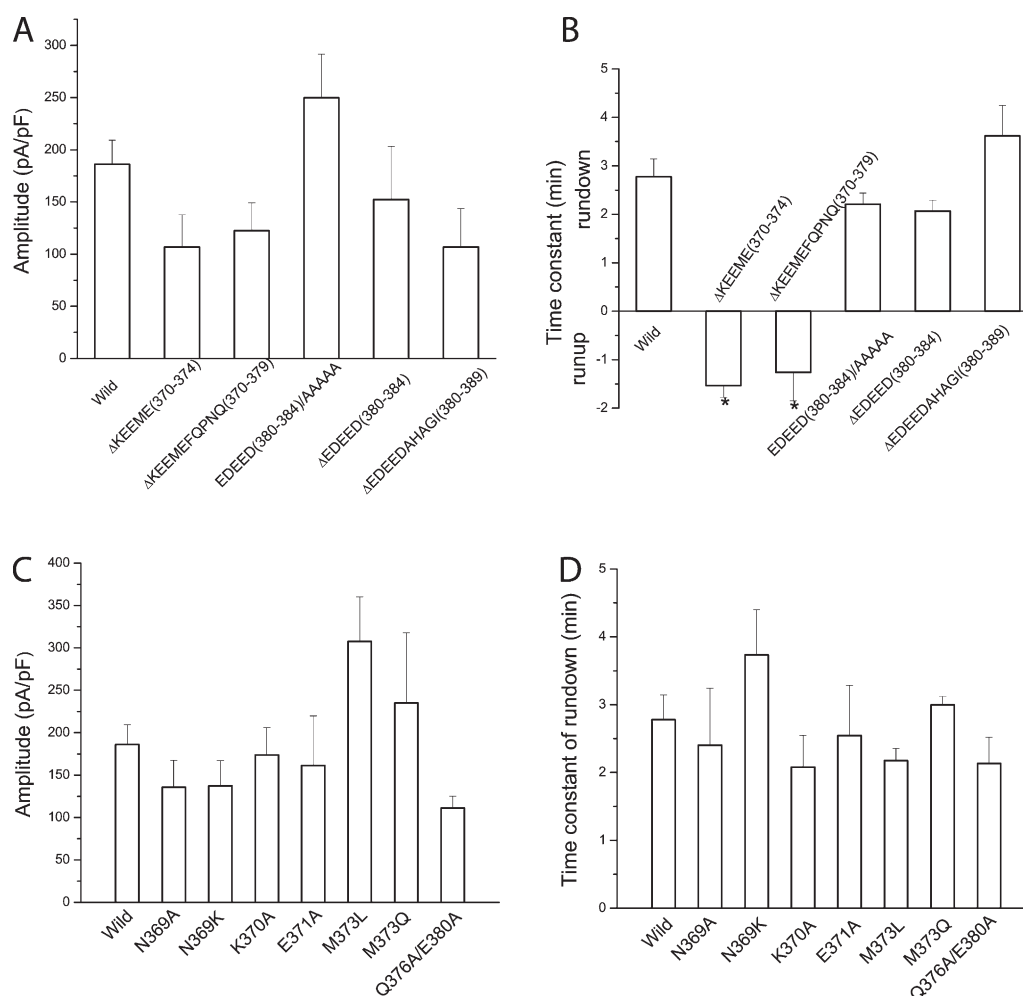 A
Amplitude (pA/pF)
300
250
200
150
100
50
0
Wild
ΔKEEME(370-374)
ΔKEEMEFQPNQ(370-379)
EDEED(380-384)/AAAAA
ΔEDEED(380-384)
ΔEDEEDAHAGI(380-389)
B
Time constant (min)
runup
rundown
5
4
3
2
1
0
-1
-2
Wild
ΔKEEME(370-374)
ΔKEEMEFQPNQ(370-379)
EDEED(380-384)/AAAAA
ΔEDEED(380-384)
ΔEDEEDAHAGI(380-389)
*
*
C
Amplitude (pA/pF)
400
350
300
250
200
150
100
50
0
Wild
N369A
N369K
K370A
E371A
M373L
M373Q
Q376A/E380A
D
Time constant of rundown (min)
5
4
3
2
1
0
Wild
N369A
N369K
K370A
E371A
M373L
M373Q
Q376A/E380A